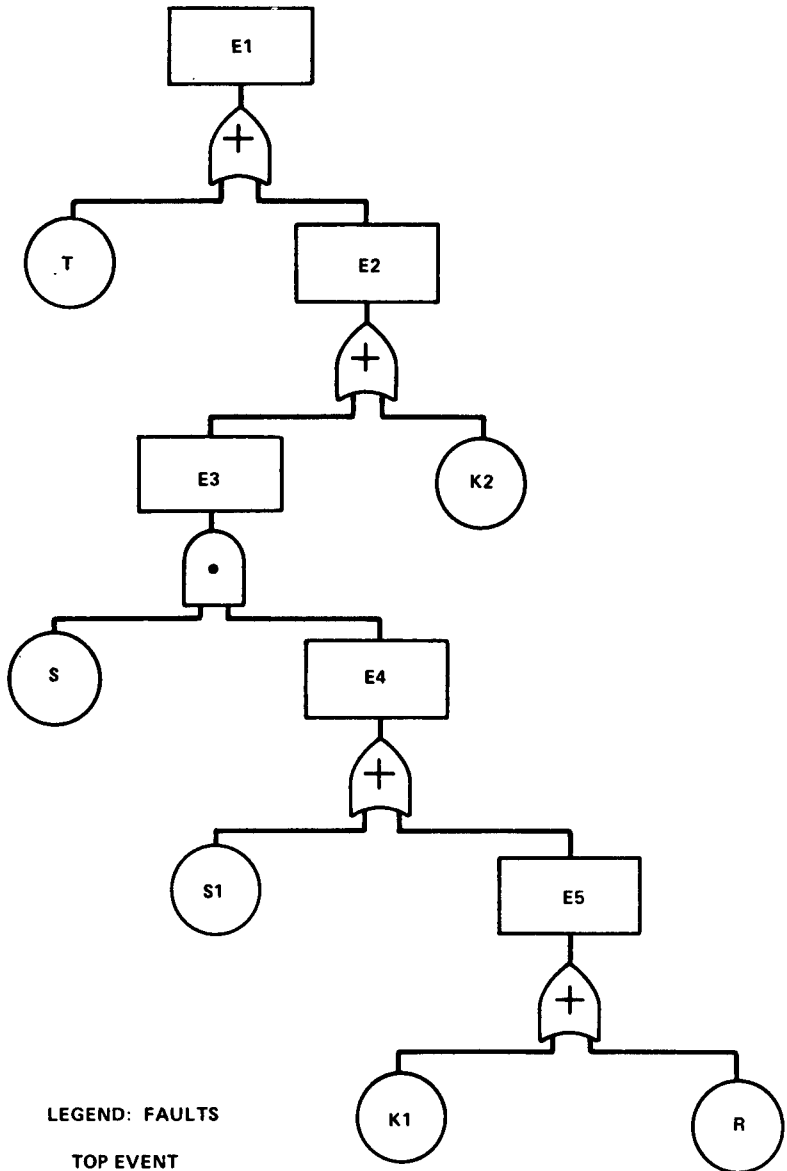 E1
+
T
E2
+
E3
K2
•
S
E4
+
S1
E5
+
K1
R
LEGEND: FAULTS
TOP EVENT